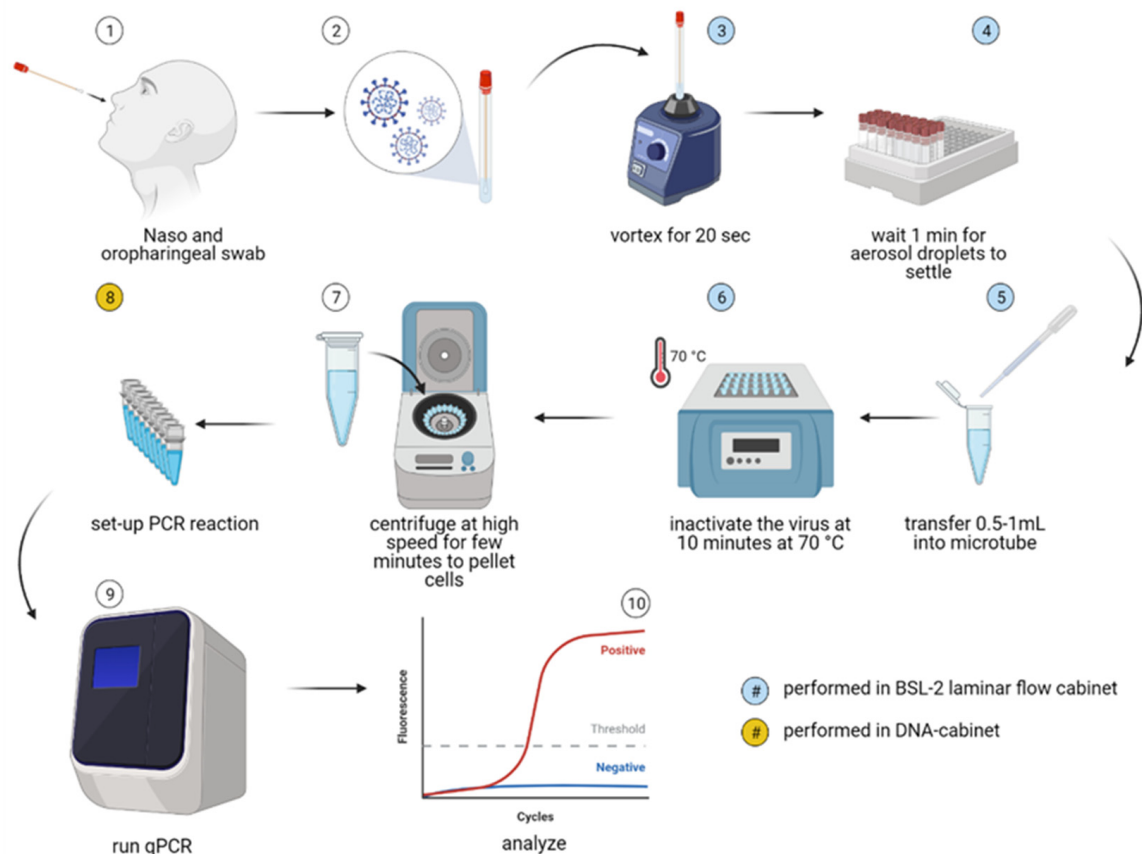 1
2
3
4
Naso and
oropharingeal swab
vortex for 20 sec
wait 1 min for
aerosol droplets to
settle
8
7
6
5
70 °C
set-up PCR reaction
centrifuge at high
speed for few
minutes to pellet
cells
inactivate the virus at
10 minutes at 70 °C
transfer 0.5-1mL
into microtube
9
10
Positive
Fluorescence
Threshold
Negative
Cycles
run qPCR
analyze
# performed in BSL-2 laminar flow cabinet
# performed in DNA-cabinet